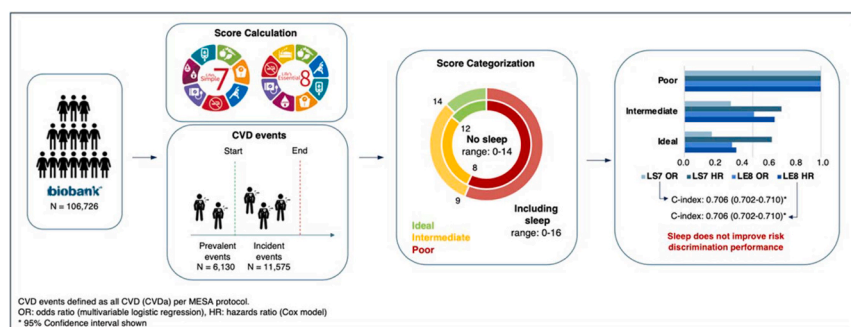 Score Calculation
Life's
Simple
7
Life's
Essential
8
biobank
N = 106,726
CVD events
Start
End
Prevalent
events
N = 6,130
Incident
events
N = 11,575
Score Categorization
14
12
No sleep
range: 0-14
8
9
Including
sleep
range: 0-16
Ideal
Intermediate
Poor
Poor
Intermediate
Ideal
0.0 0.2 0.4 0.6 0.8 1.0
LS7 OR LS7 HR LE8 OR LE8 HR
C-index: 0.706 (0.702-0.710)*
C-index: 0.706 (0.702-0.710)*
Sleep does not improve risk
discrimination performance
CVD events defined as all CVD (CVDa) per MESA protocol.
OR: odds ratio (multivariable logistic regression), HR: hazards ratio (Cox model)
* 95% Confidence interval shown